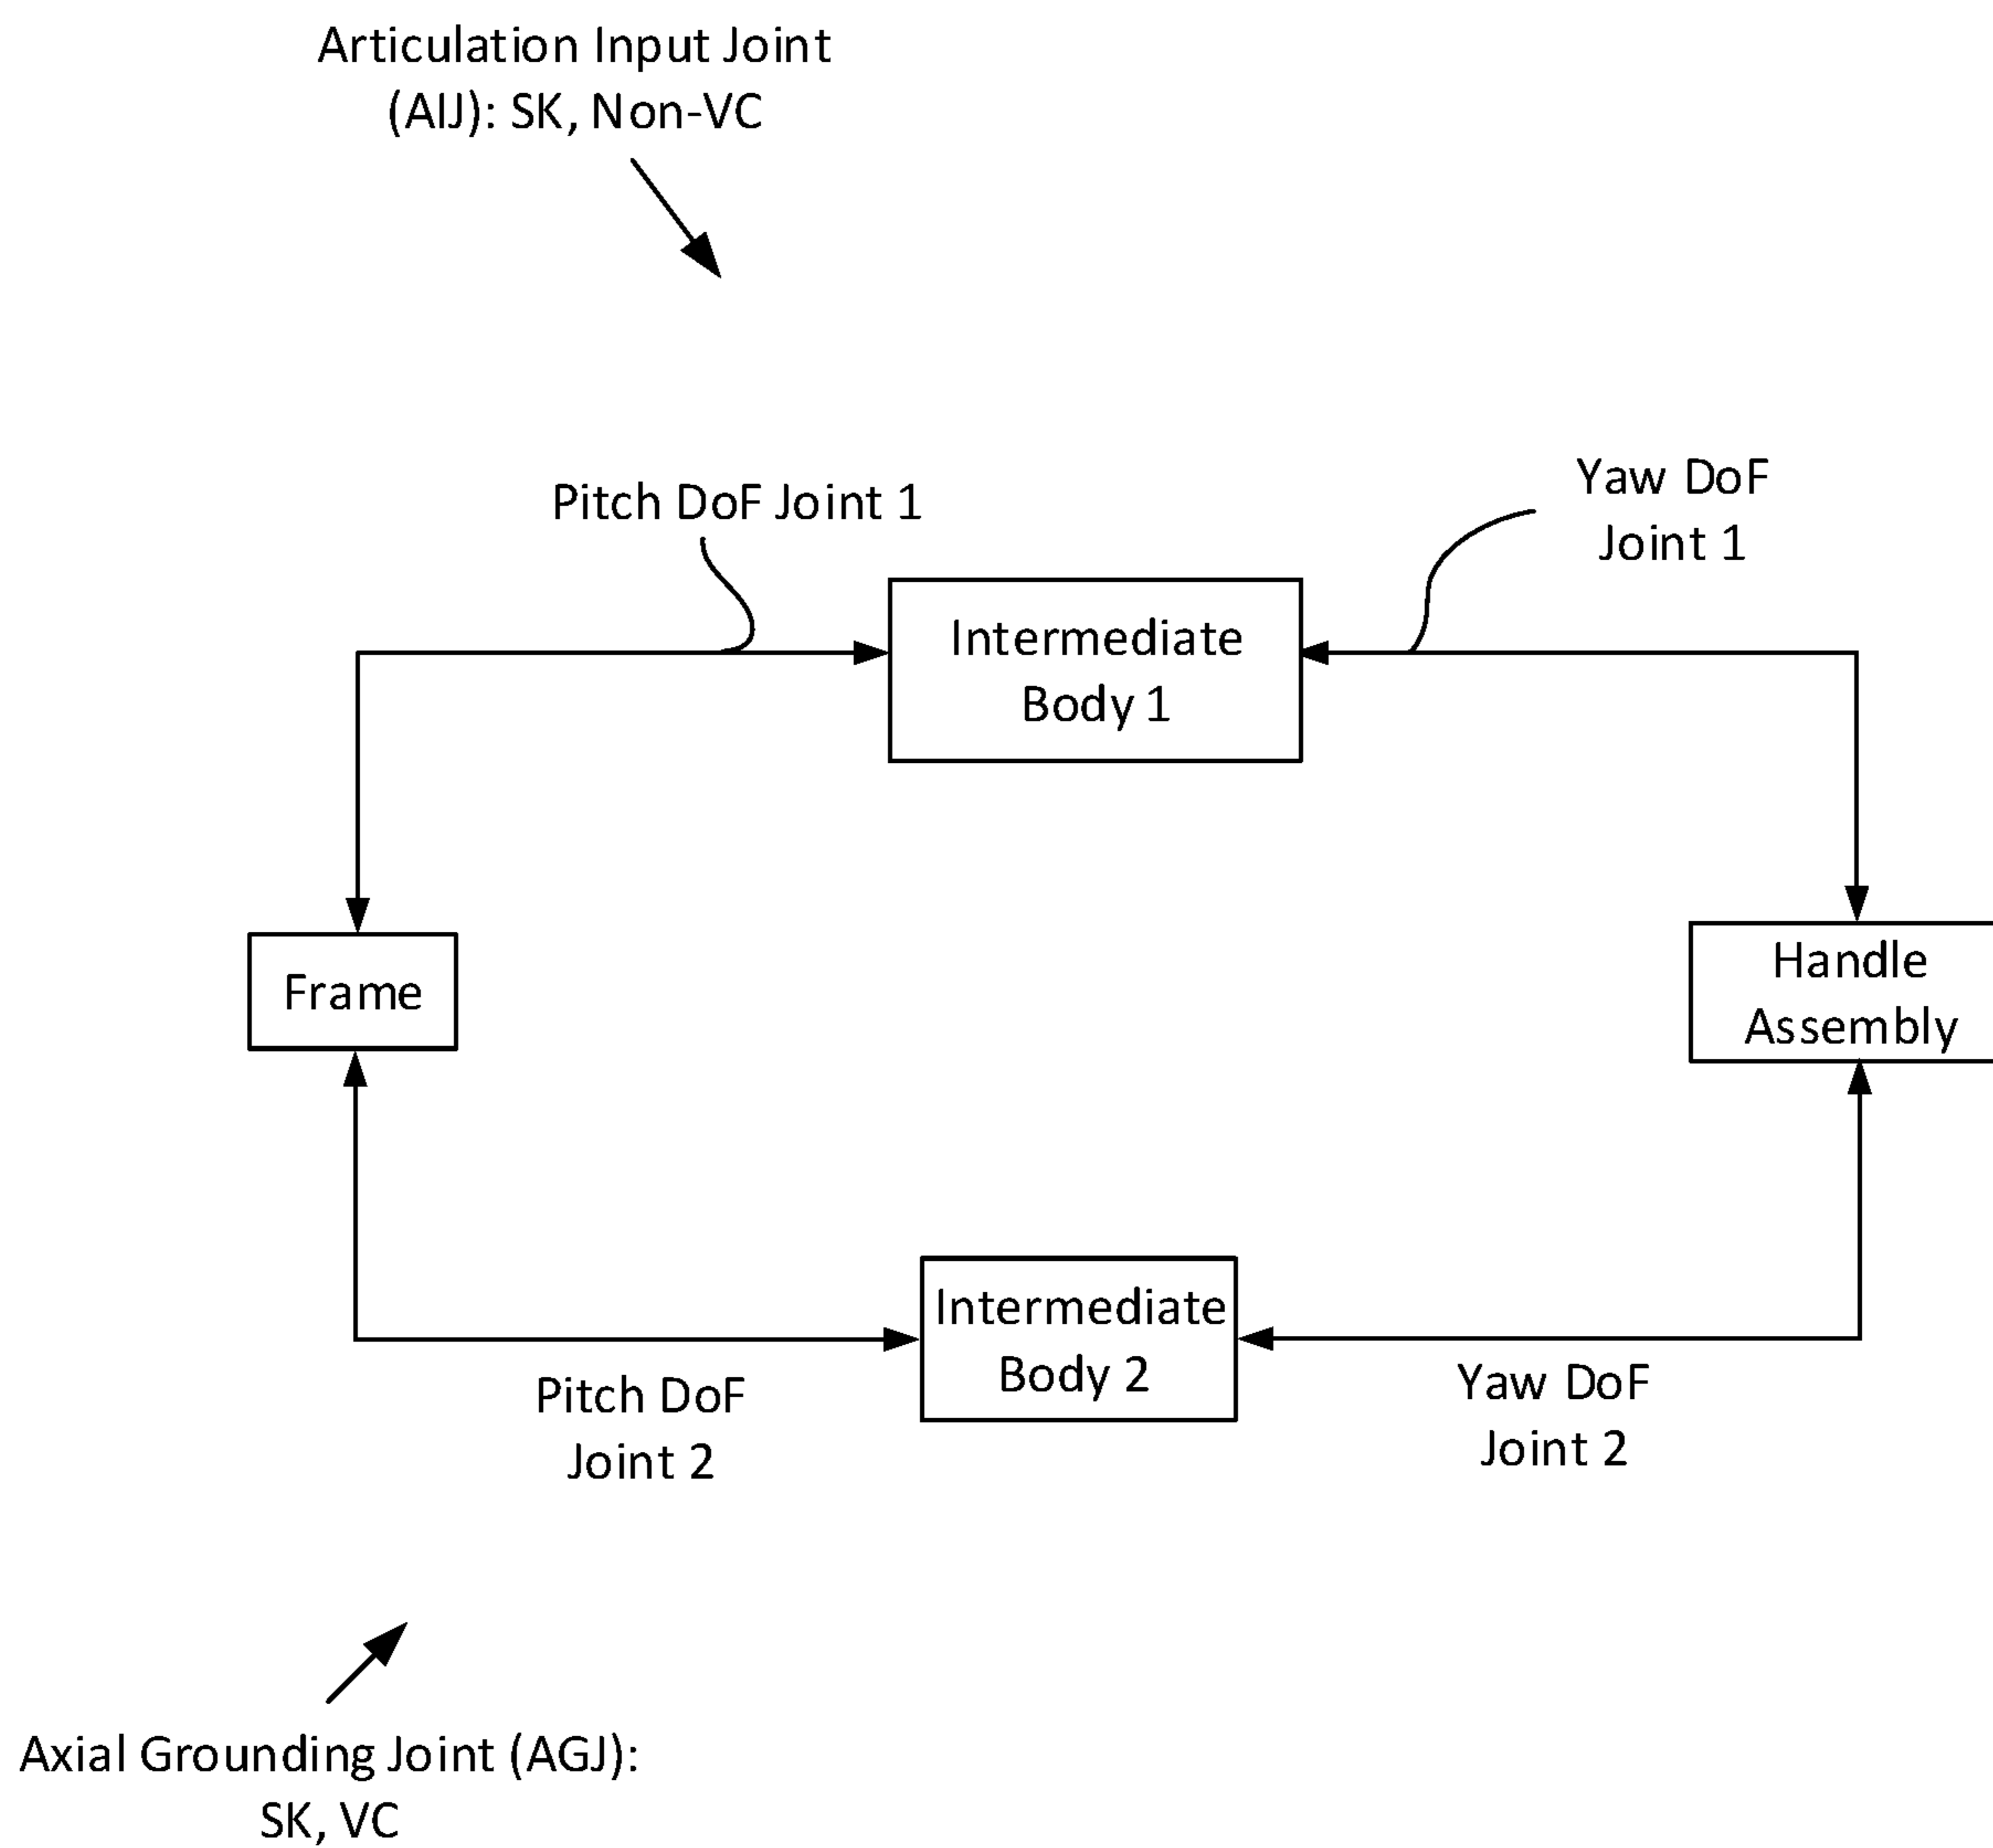 Articulation Input Joint
(AIJ): SK, Non-VC
Pitch DoF Joint 1
Yaw DoF
Joint 1
Intermediate
Body 1
Frame
Handle
Assembly
Intermediate
Body 2
Pitch DoF
Joint 2
Yaw DoF
Joint 2
Axial Grounding Joint (AGJ):
SK, VC